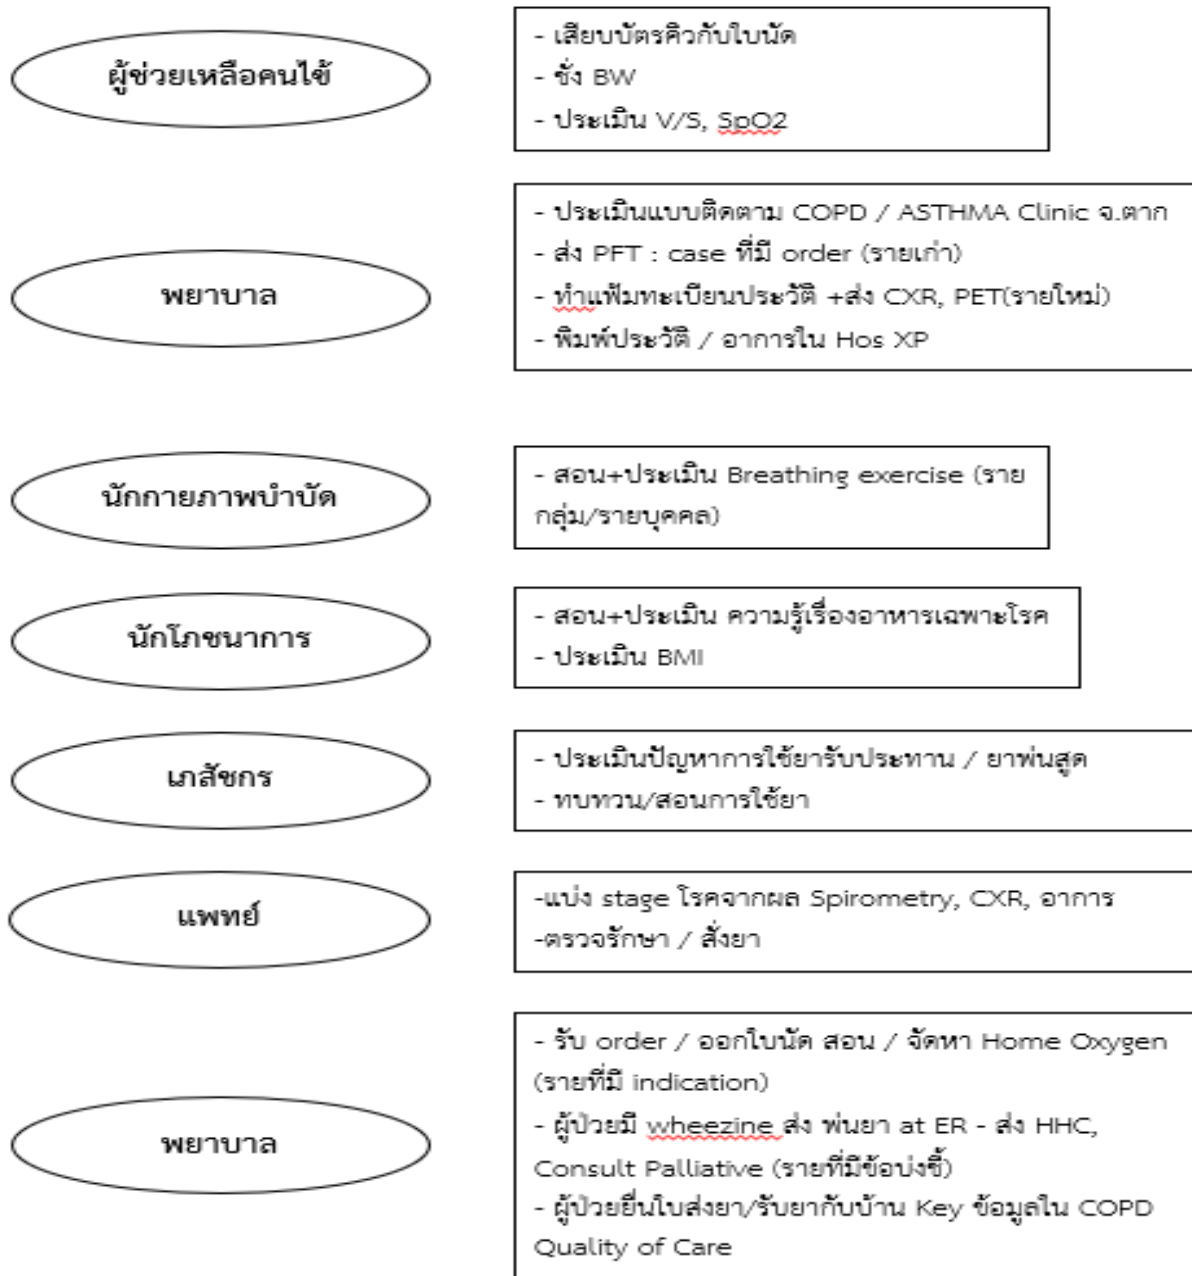 ผู้ช่วยเหลือคนไข้
- เสียบบัตรคิวกับใบนัด
- ชั่ง BW
- ประเมิน V/S, SpO2
พยาบาล
- ประเมินแบบติดตาม COPD / ASTHMA Clinic จ.ตาก
- ส่ง PFT : case ที่มี order (รายเก่า)
- ทำแฟ้มทะเบียนประวัติ +ส่ง CXR, PET(รายใหม่)
- พิมพ์ประวัติ / อาการใน Hos XP
นักกายภาพบำบัด
- สอน+ประเมิน Breathing exercise (ราย
กลุ่ม/รายบุคคล)
นักโภชนาการ
- สอน+ประเมิน ความรู้เรื่องอาหารเฉพาะโรค
- ประเมิน BMI
เภสัชกร
- ประเมินปัญหาการใช้ยารับประทาน / ยาพ่นสูด
- ทบทวน/สอนการใช้ยา
แพทย์
-แบ่ง stage โรคจากผล Spirometry, CXR, อาการ
-ตรวจรักษา / สั่งยา
พยาบาล
- รับ order / ออกใบนัด สอน / จัดหา Home Oxygen
(รายที่มี indication)
- ผู้ป่วยมี wheezine ส่ง พ่นยา at ER - ส่ง HHC,
Consult Palliative (รายที่มีข้อบ่งชี้)
- ผู้ป่วยยื่นใบส่งยา/รับยากับบ้าน Key ข้อมูลใน COPD
Quality of Care